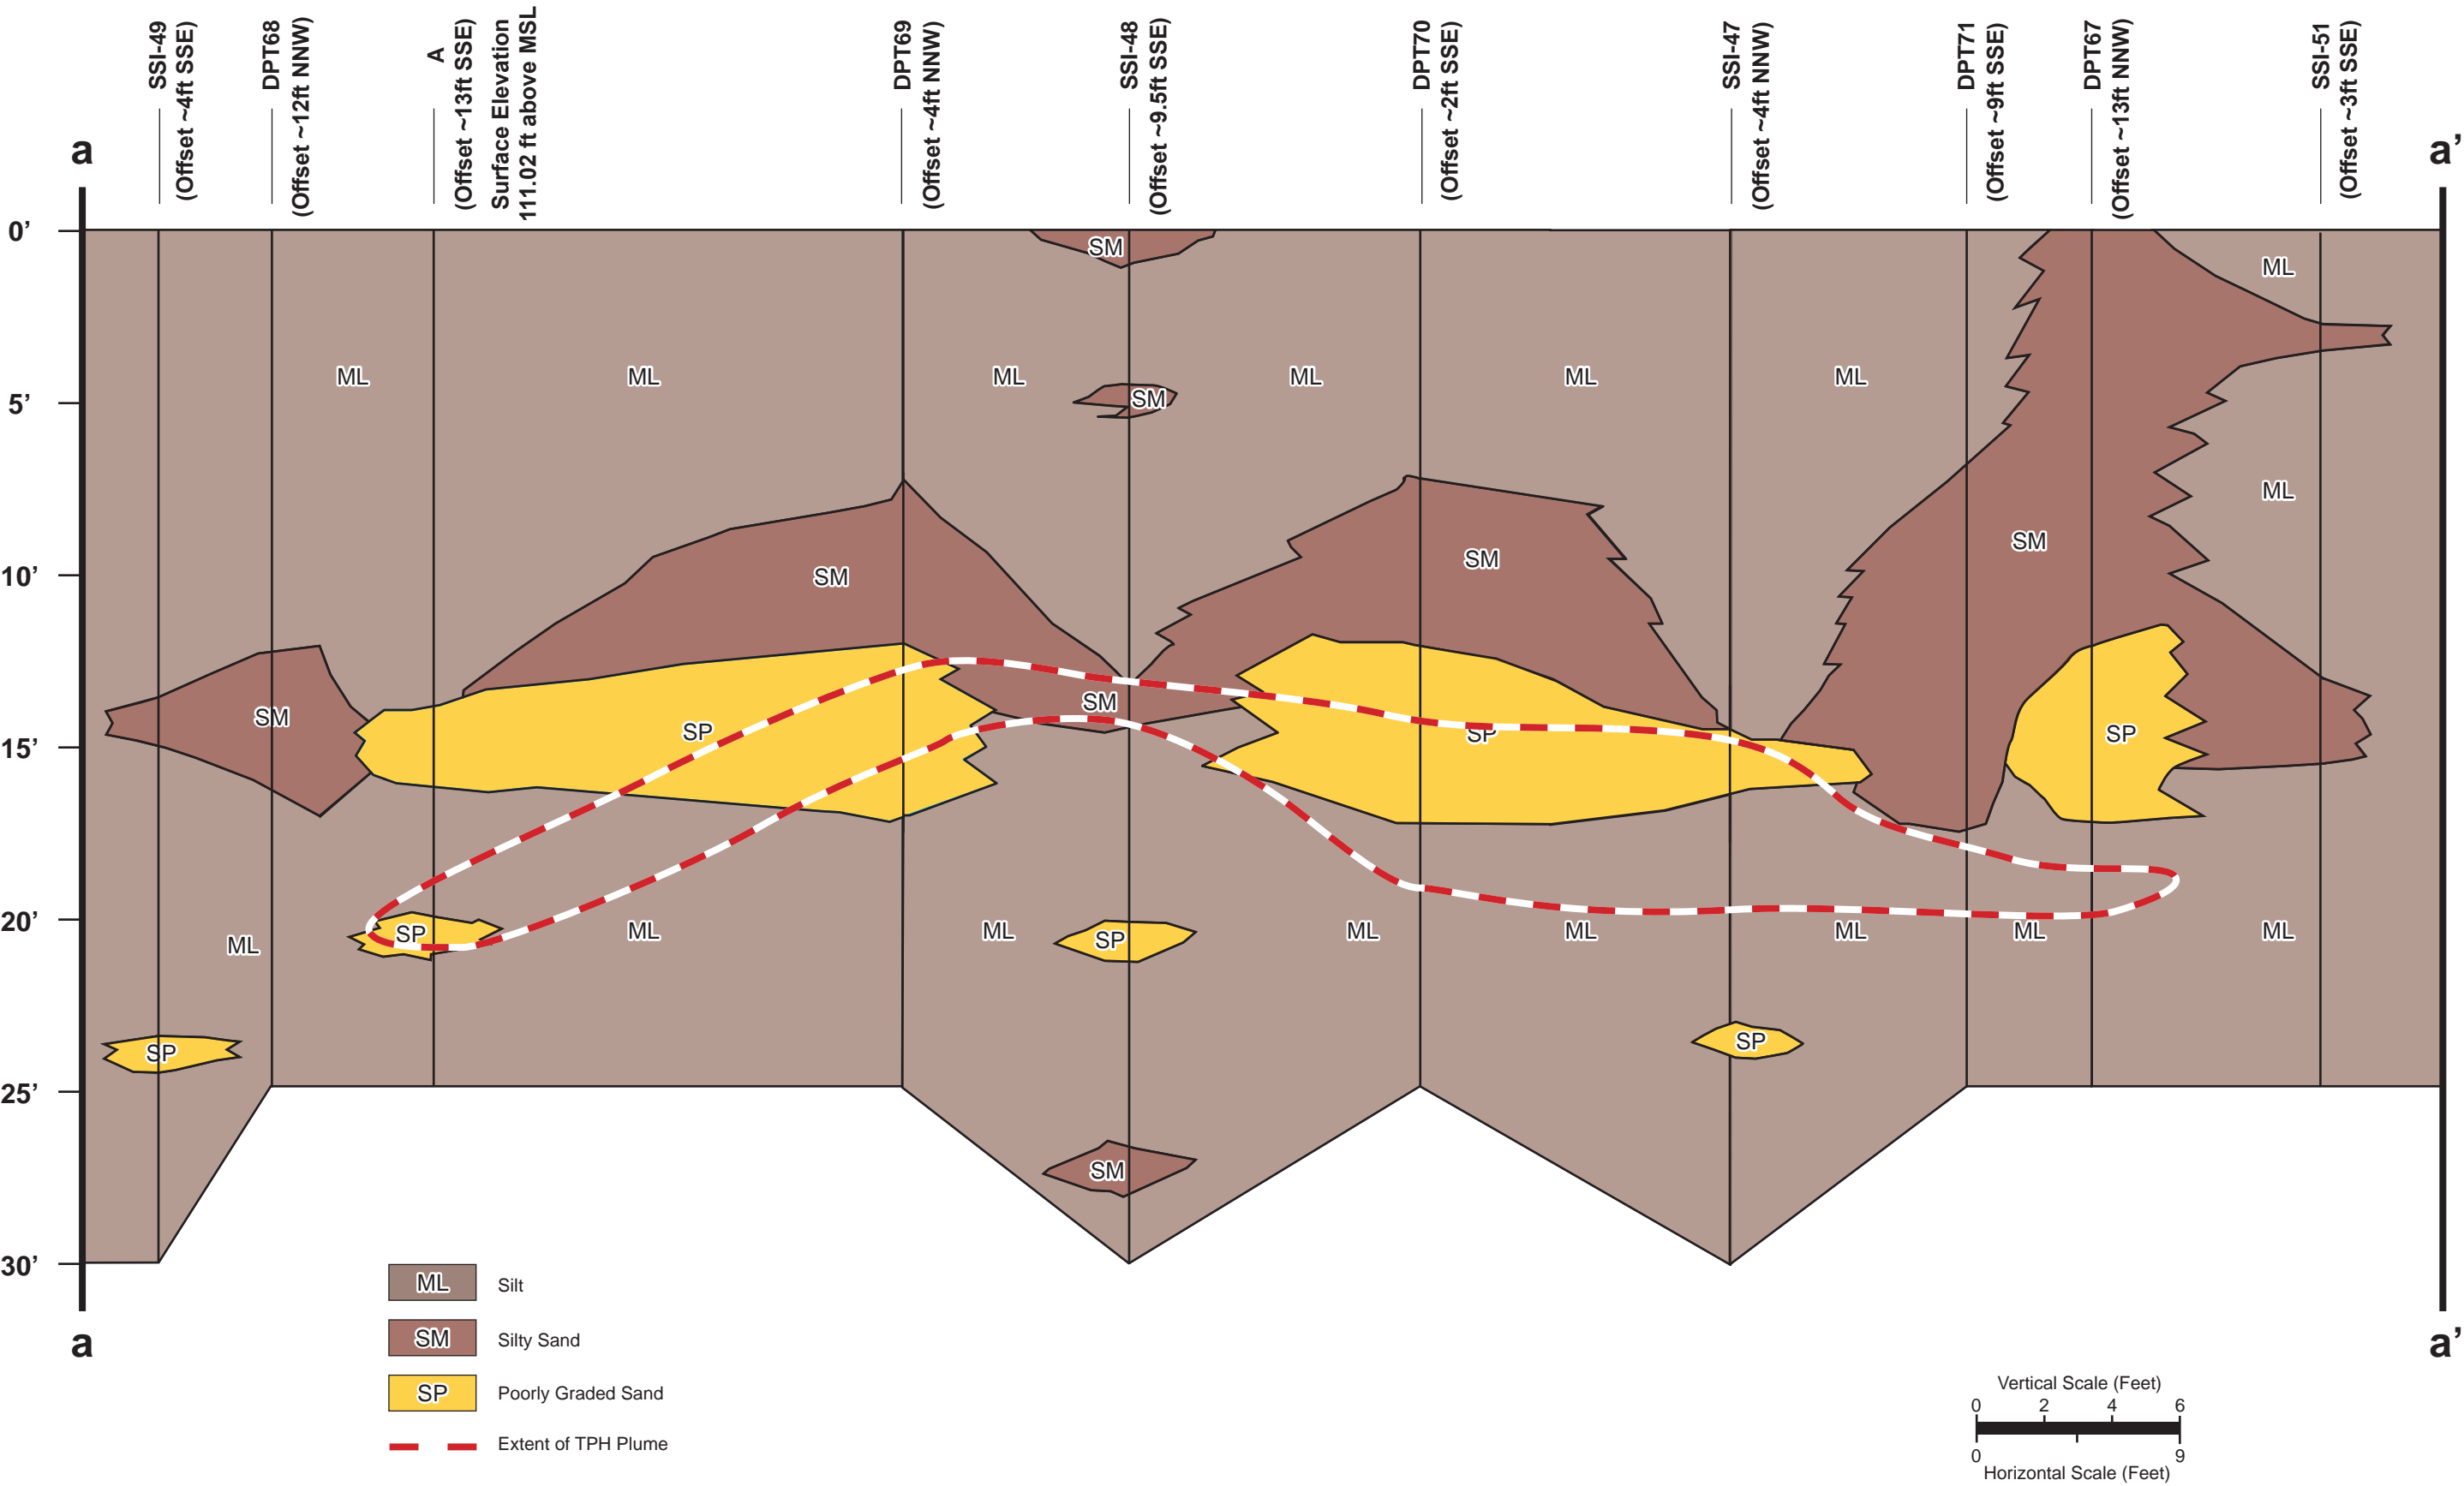 SSI-49
(Offset ~4ft SSE)
DPT68
(Offset ~12ft NNW)
A
(Offset ~13ft SSE)
Surface Elevation
111.02 ft above MSL
DPT69
(Offset ~4ft NNW)
SSI-48
(Offset ~9.5ft SSE)
DPT70
(Offset ~2ft SSE)
SSI-47
(Offset ~4ft NNW)
DPT71
(Offset ~9ft SSE)
DPT67
(Offset ~13ft NNW)
SSI-51
(Offset ~3ft SSE)
a
a’
0’
SM
ML
ML
ML
ML
ML
ML
ML
SM
5’
ML
SM
SM
SM
10’
SM
SM
SP
SP
SP
15’
20’
SP
ML
ML
ML
SP
ML
ML
ML
ML
ML
SP
SP
25’
SM
30’
a
a’
ML
Silt
SM
Silty Sand
SP
Poorly Graded Sand
Extent of TPH Plume
Vertical Scale (Feet)
0 2 4 6
0 9
Horizontal Scale (Feet)